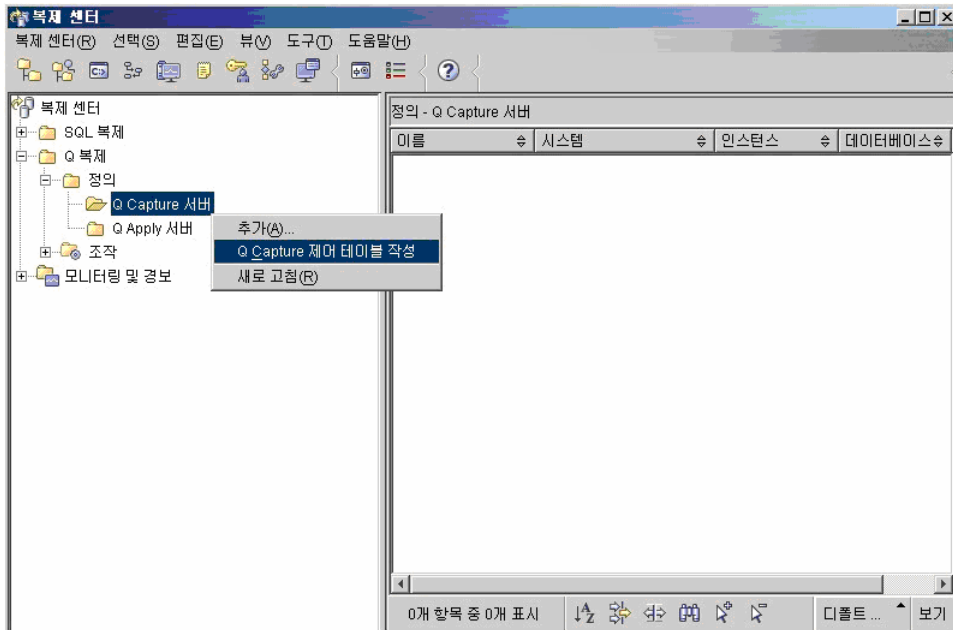 복제 센터
복제 센터(R) 선택(S) 편집(E) 뷰(V) 도구(T) 도움말(H)
복제 센터
SQL 복제
Q 복제
정의
Q Capture 서버
Q Apply 서버
조작
모니터링 및 경보
추가(A)...
Q Capture 제어 테이블 작성
새로 고침(R)
정의 - Q Capture 서버
이름 시스템 인스턴스 데이터베이스
0개 항목 중 0개 표시 디폴트 ... 보기